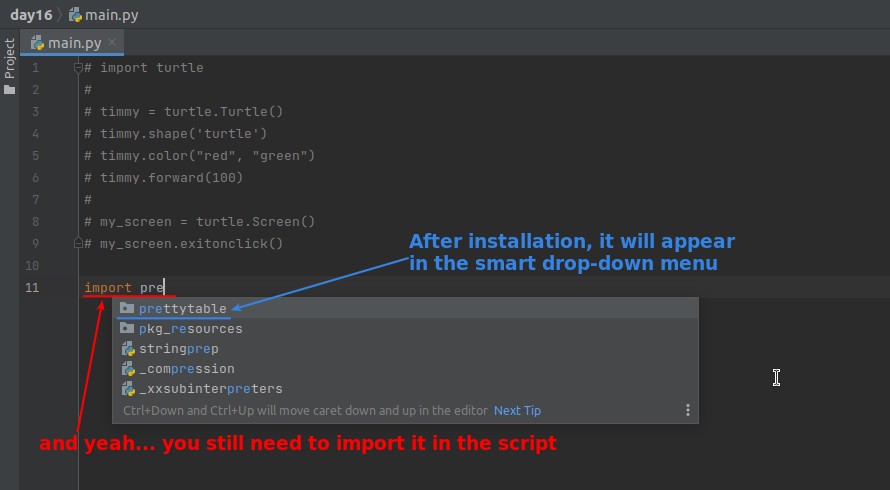 day16 main.py
main.py
Project
1 # import turtle
2 #
3 # timmy = turtle.Turtle()
4 # timmy.shape('turtle')
5 # timmy.color("red", "green")
6 # timmy.forward(100)
7 #
8 # my_screen = turtle.Screen()
9 # my_screen.exitonclick()
After installation, it will appear
in the smart drop-down menu
10
11 import pre
prettytable
pkg_resources
stringprep
_compression
_xxsubinterpreters
Ctrl+Down and Ctrl+Up will move caret down and up in the editor Next Tip
and yeah... you still need to import it in the script